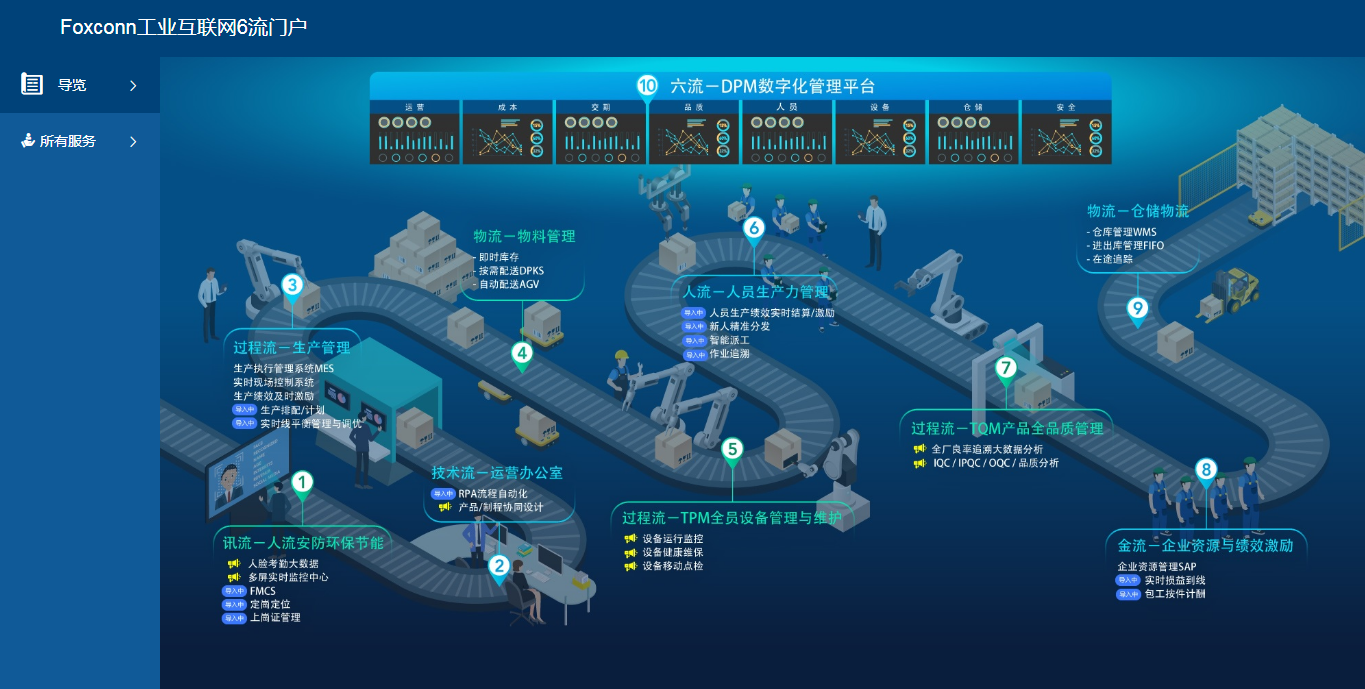 Foxconn工业互联网6流门户
导览
所有服务
10 六流－DPM数字化管理平台
运营 成本 交期 品质 人员 设备 仓储 安全
物流－仓储物流
- 仓库管理WMS
- 进出库管理FIFO
- 在途追踪
9
6
物流－物料管理
- 即时库存
- 按需配送DPKS
- 自动配送AGV
4
3
人流－人员生产力管理
导入中 人员生产绩效实时结算/激励
导入中 新人精准分发
导入中 智能派工
导入中 作业追溯
过程流－生产管理
生产执行管理系统MES
实时现场控制系统
生产绩效及时激励
导入中 生产排配/计划
导入中 实时线平衡管理与调优
7
过程流－TQM产品全品质管理
全厂良率追溯大数据分析
IQC / IPQC / OQC / 品质分析
5
技术流－运营办公室
导入中 RPA流程自动化
产品/制程协同设计
2
1
讯流－人流安防环保节能
人脸考勤大数据
多屏实时监控中心
导入中 FMCS
导入中 定岗定位
导入中 上岗证管理
过程流－TPM全员设备管理与维护
设备运行监控
设备健康维保
设备移动点检
8
金流－企业资源与绩效激励
企业资源管理SAP
导入中 实时损益到线
导入中 包工按件计酬